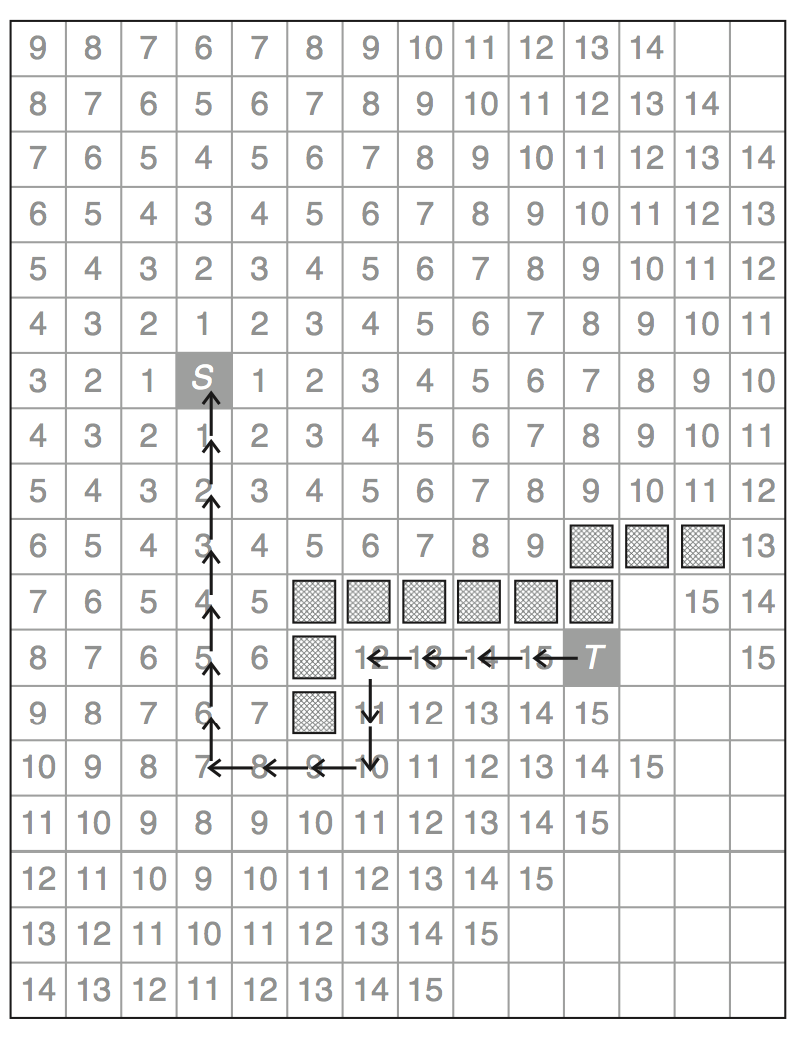 9 8 7 6 7 8 9 10 11 12 13 14
8 7 6 5 6 7 8 9 10 11 12 13 14
7 6 5 4 5 6 7 8 9 10 11 12 13 14
6 5 4 3 4 5 6 7 8 9 10 11 12 13
5 4 3 2 3 4 5 6 7 8 9 10 11 12
4 3 2 1 2 3 4 5 6 7 8 9 10 11
3 2 1 S 1 2 3 4 5 6 7 8 9 10
4 3 2 1 2 3 4 5 6 7 8 9 10 11
5 4 3 2 3 4 5 6 7 8 9 10 11 12
6 5 4 3 4 5 6 7 8 9 13
7 6 5 4 5 15 14
8 7 6 5 6 12 13 14 15 T 15
9 8 7 6 7 11 12 13 14 15
10 9 8 7 8 9 10 11 12 13 14 15
11 10 9 8 9 10 11 12 13 14 15
12 11 10 9 10 11 12 13 14 15
13 12 11 10 11 12 13 14 15
14 13 12 11 12 13 14 15